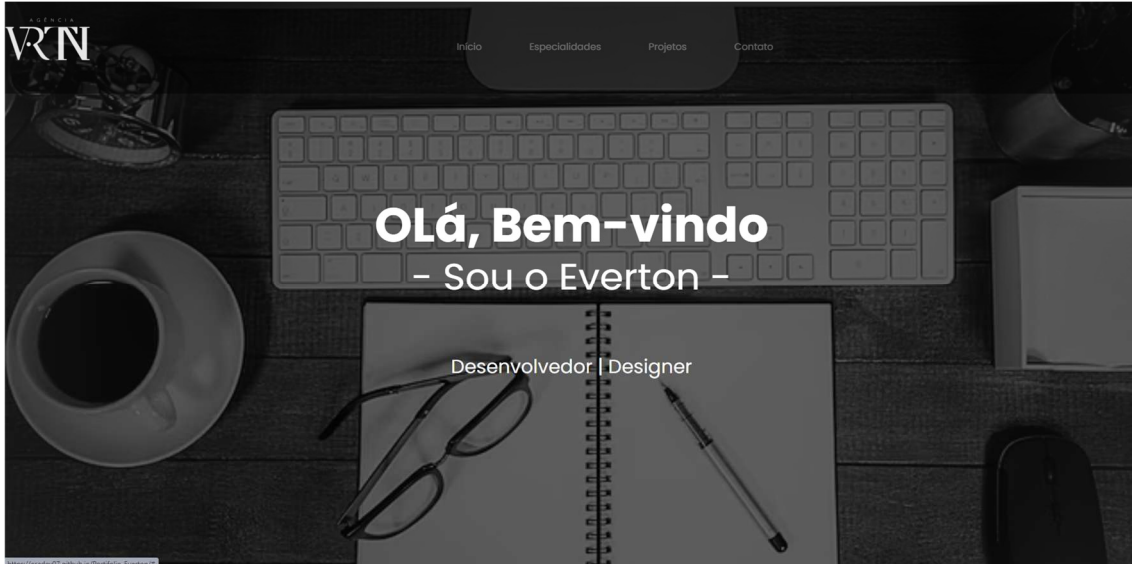 AGÊNCIA
VRTN
Início
Especialidades
Projetos
Contato
OLá, Bem-vindo
- Sou o Everton -
Desenvolvedor | Designer